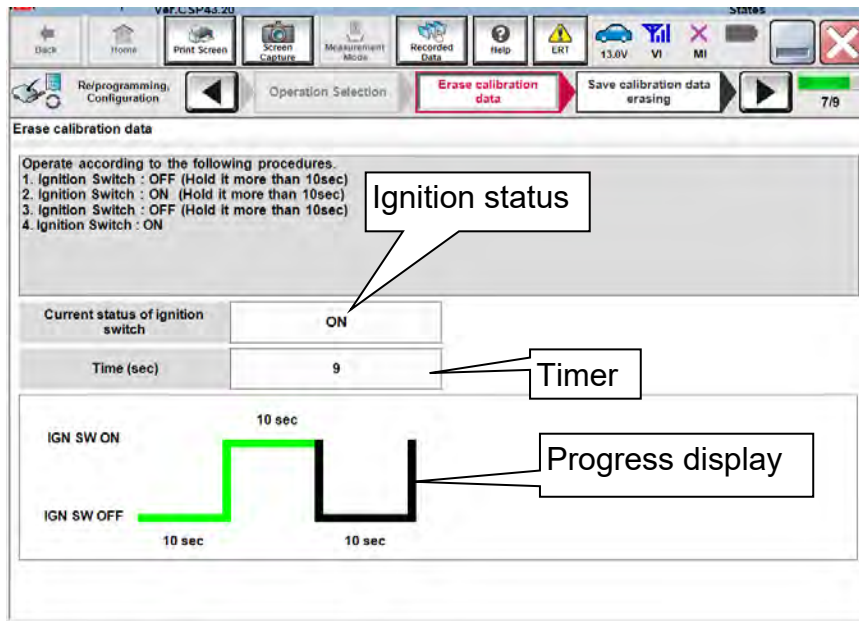 Ver.CSP43.20
States
Back
Home
Print Screen
Screen
Capture
Measurement
Mode
Recorded
Data
Help
ERT
13.0V
VI
MI
Re/programming,
Configuration
Operation Selection
Erase calibration
data
Save calibration data
erasing
7/9
Erase calibration data
Operate according to the following procedures.
1. Ignition Switch : OFF (Hold it more than 10sec)
2. Ignition Switch : ON (Hold it more than 10sec)
3. Ignition Switch : OFF (Hold it more than 10sec)
4. Ignition Switch : ON
Ignition status
Current status of ignition
switch
ON
Time (sec)
9
Timer
10 sec
IGN SW ON
Progress display
IGN SW OFF
10 sec
10 sec